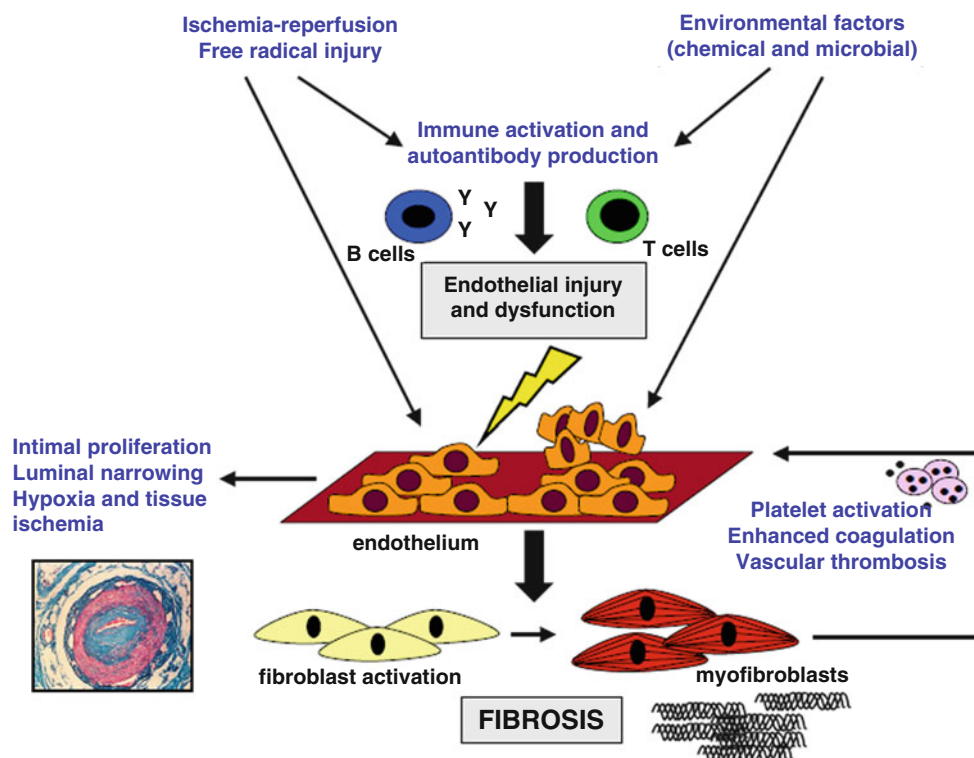 Ischemia-reperfusion
Free radical injury
Environmental factors
(chemical and microbial)
Immune activation and
autoantibody production
Y
Y
Y
B cells
T cells
Endothelial injury
and dysfunction
Intimal proliferation
Luminal narrowing
Hypoxia and tissue
ischemia
endothelium
Platelet activation
Enhanced coagulation
Vascular thrombosis
fibroblast activation
myofibroblasts
FIBROSIS